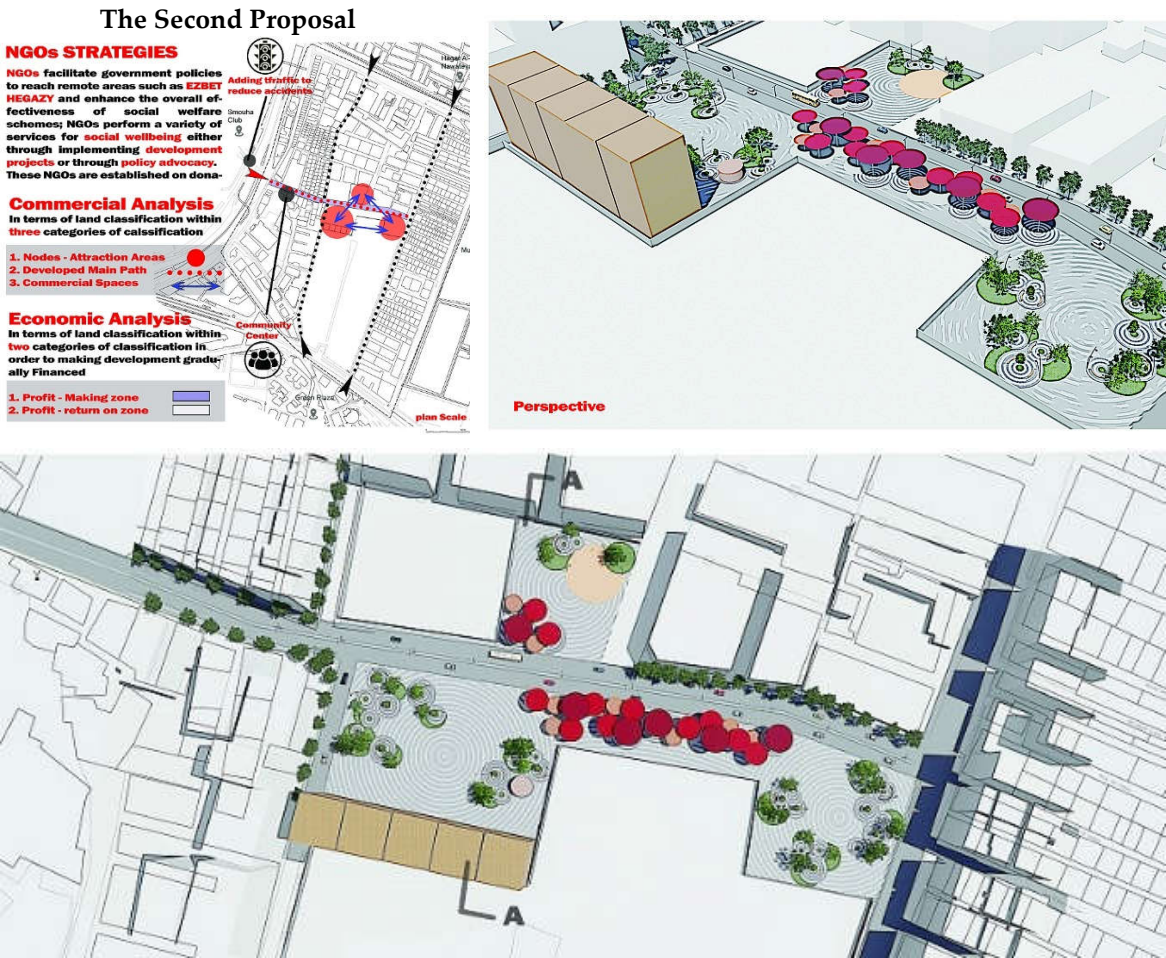 The Second Proposal
NGOs STRATEGIES
NGOs facilitate government policies
to reach remote areas such as EZBET
HEGAZY and enhance the overall ef-
fectiveness of social welfare
schemes; NGOs perform a variety of
services for social wellbeing either
through implementing development
projects or through policy advocacy.
These NGOs are established on dona-
Commercial Analysis
In terms of land classification within
three categories of calssification
1. Nodes - Attraction Areas
2. Developed Main Path
3. Commercial Spaces
Economic Analysis
In terms of land classification within
two categories of classification in
order to making development gradu-
ally Financed
1. Profit - Making zone
2. Profit - return on zone
Adding traffic to
reduce accidents
Smouha
Club
Community
Center
Green Plaza
plan Scale
Perspective
A
A